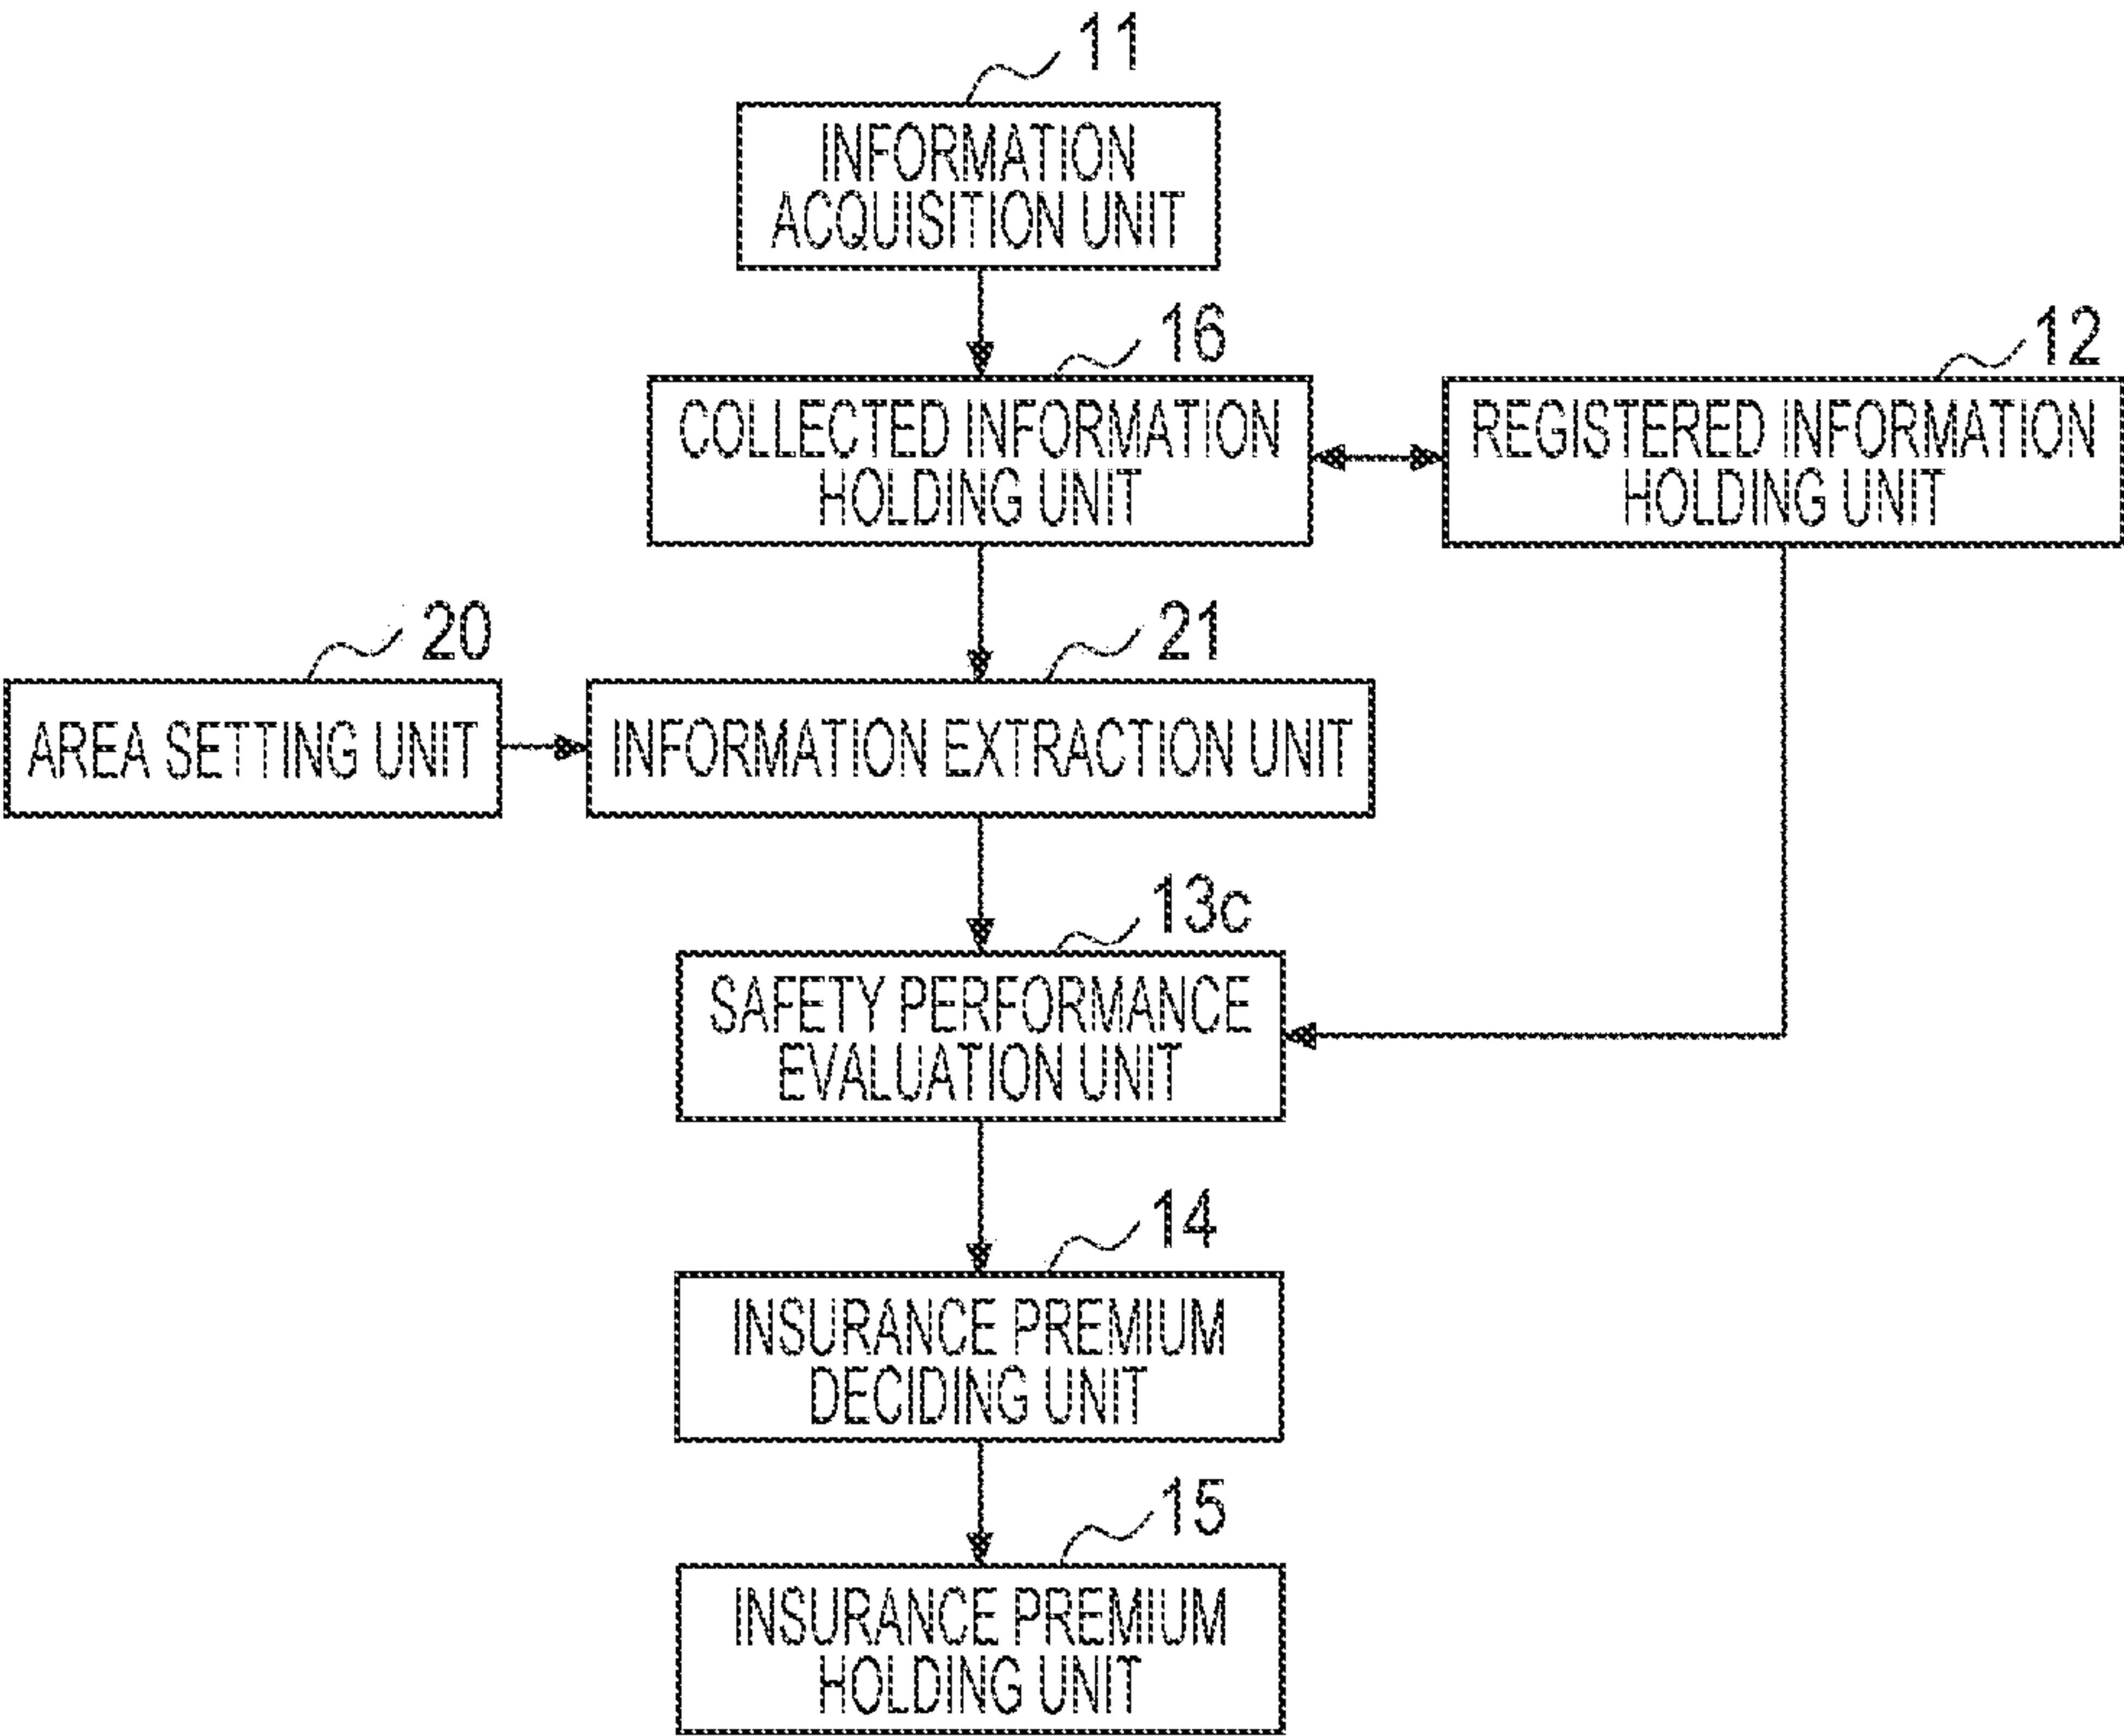 11
INFORMATION
ACQUISITION UNIT
16
COLLECTED INFORMATION
HOLDING UNIT
12
REGISTERED INFORMATION
HOLDING UNIT
20
AREA SETTING UNIT
21
INFORMATION EXTRACTION UNIT
13c
SAFETY PERFORMANCE
EVALUATION UNIT
14
INSURANCE PREMIUM
DECIDING UNIT
15
INSURANCE PREMIUM
HOLDING UNIT